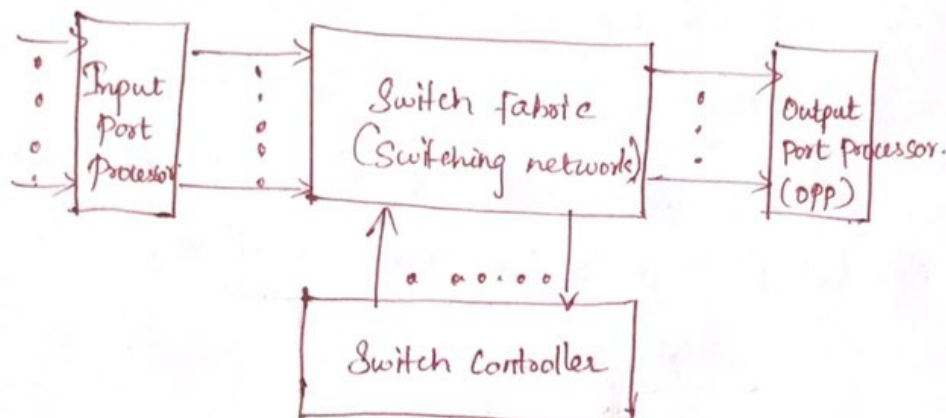 Input
Port
Processor
Switch Fabric
(Switching network)
Output
Port Processor.
(OPP)
Switch Controller